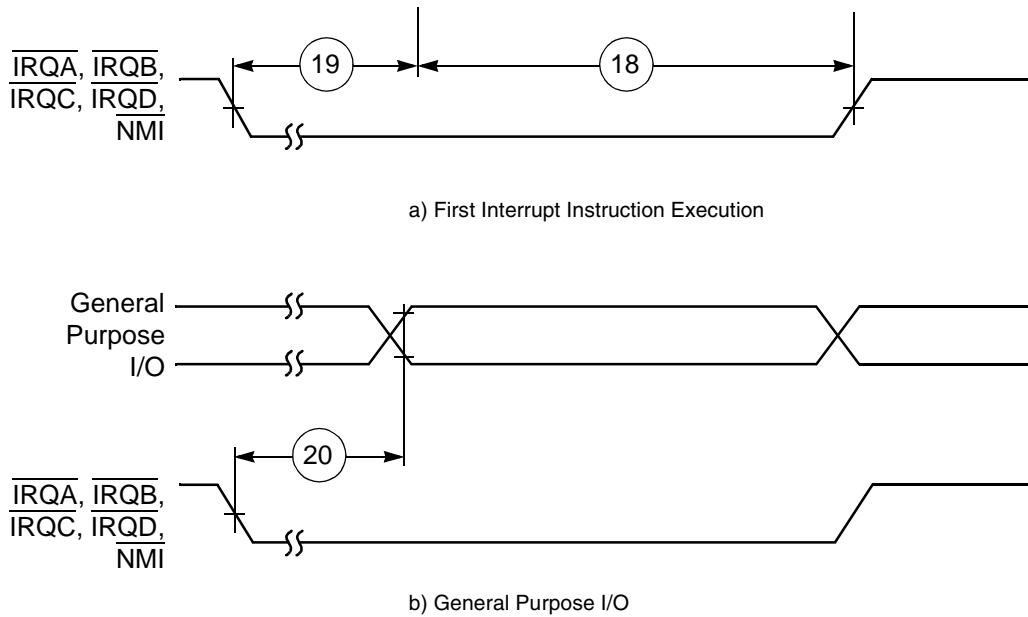 IRQA, IRQB,
IRQC, IRQD,
NMI
19
18
a) First Interrupt Instruction Execution
General
Purpose
I/O
20
IRQA, IRQB,
IRQC, IRQD,
NMI
b) General Purpose I/O